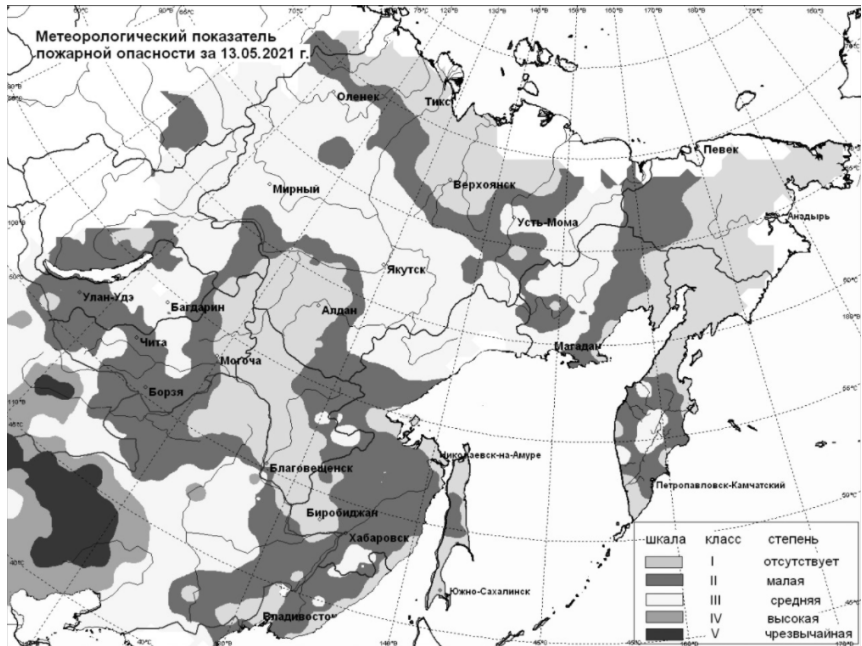 Метеорологический показатель
пожарной опасности за 13.05.2021 г.
Оленек
Тикс
Певек
Мирный
Верхоянск
Усть-Мома
Анадырь
Якутск
Улан-Удэ
Багдарин
Алдан
Чита
Могоча
Магадан
Борзя
Николаевск-на-Амуре
Благовещенск
Петропавловск-Камчатский
Биробиджан
Хабаровск
Южно-Сахалинск
Владивосток
шкала класс степень
I отсутствует
II малая
III средняя
IV высокая
V чрезвычайная